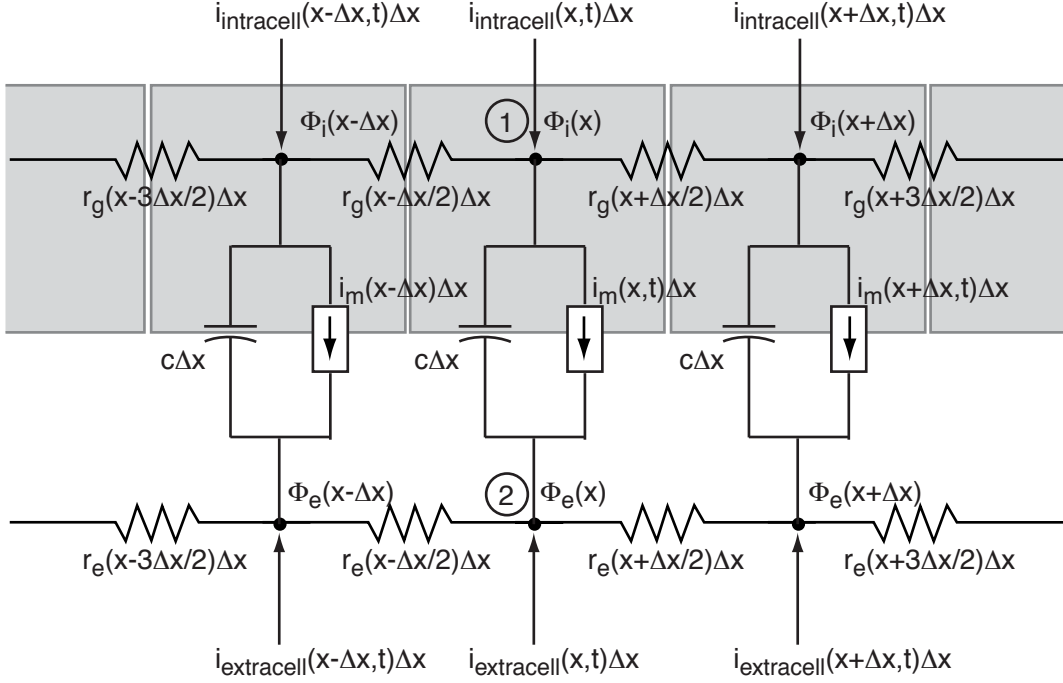 i_intracell(x-Δx,t)Δx i_intracell(x,t)Δx i_intracell(x+Δx,t)Δx
Φ_i(x-Δx) 1 Φ_i(x) Φ_i(x+Δx)
r_g(x-3Δx/2)Δx r_g(x-Δx/2)Δx r_g(x+Δx/2)Δx r_g(x+3Δx/2)Δx
i_m(x-Δx)Δx i_m(x,t)Δx i_m(x+Δx,t)Δx
cΔx cΔx cΔx
Φ_e(x-Δx) 2 Φ_e(x) Φ_e(x+Δx)
r_e(x-3Δx/2)Δx r_e(x-Δx/2)Δx r_e(x+Δx/2)Δx r_e(x+3Δx/2)Δx
i_extracell(x-Δx,t)Δx i_extracell(x,t)Δx i_extracell(x+Δx,t)Δx